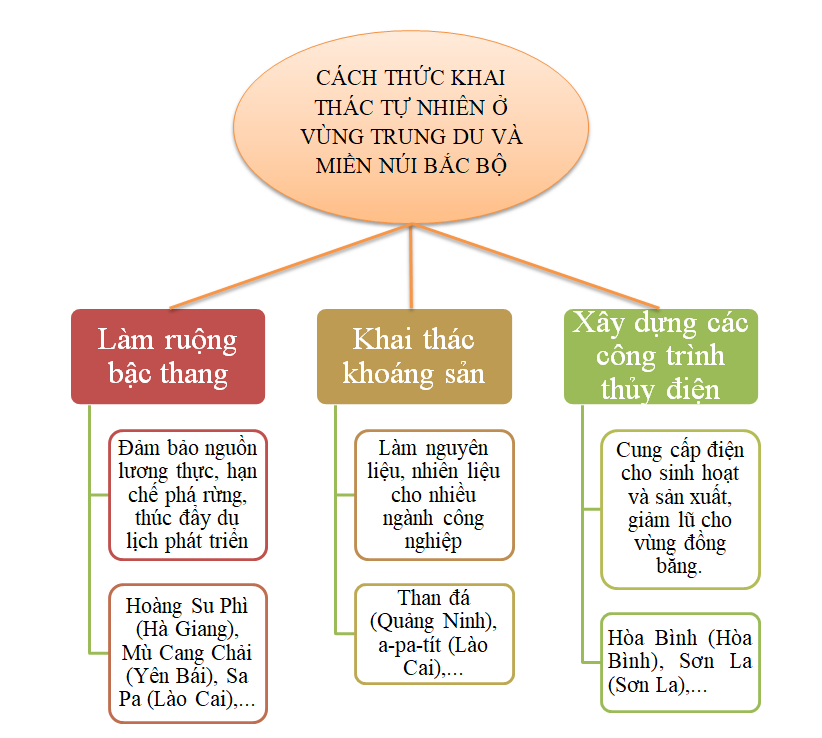 CÁCH THỨC KHAI
THÁC TỰ NHIÊN Ở
VÙNG TRUNG DU VÀ
MIỀN NÚI BẮC BỘ
Làm ruộng
bậc thang
Đảm bảo nguồn
lương thực, hạn
chế phá rừng,
thúc đẩy du
lịch phát triển
Hoàng Su Phì
(Hà Giang),
Mù Cang Chải
(Yên Bái), Sa
Pa (Lào Cai),...
Khai thác
khoáng sản
Làm nguyên
liệu, nhiên liệu
cho nhiều
ngành công
nghiệp
Than đá
(Quảng Ninh),
a-pa-tít (Lào
Cai),...
Xây dựng các
công trình
thủy điện
Cung cấp điện
cho sinh hoạt
và sản xuất,
giảm lũ cho
vùng đồng
bằng.
Hòa Bình (Hòa
Bình), Sơn La
(Sơn La),...